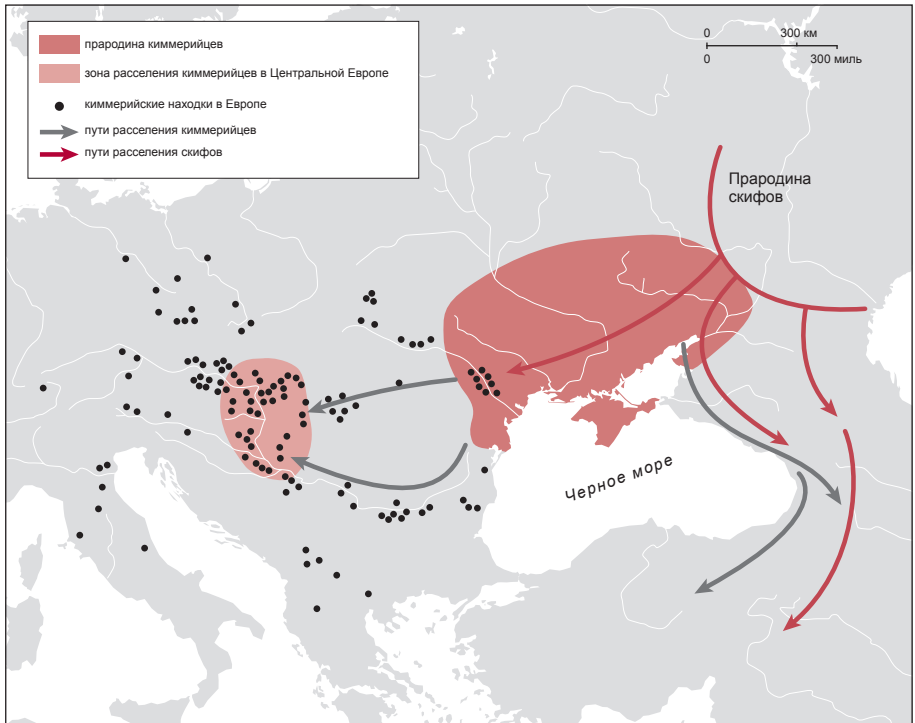 прародина киммерийцев
зона расселения киммерийцев в Центральной Европе
киммерийские находки в Европе
пути расселения киммерийцев
пути расселения скифов
0 300 км
0 300 миль
Прародина
скифов
Черное море